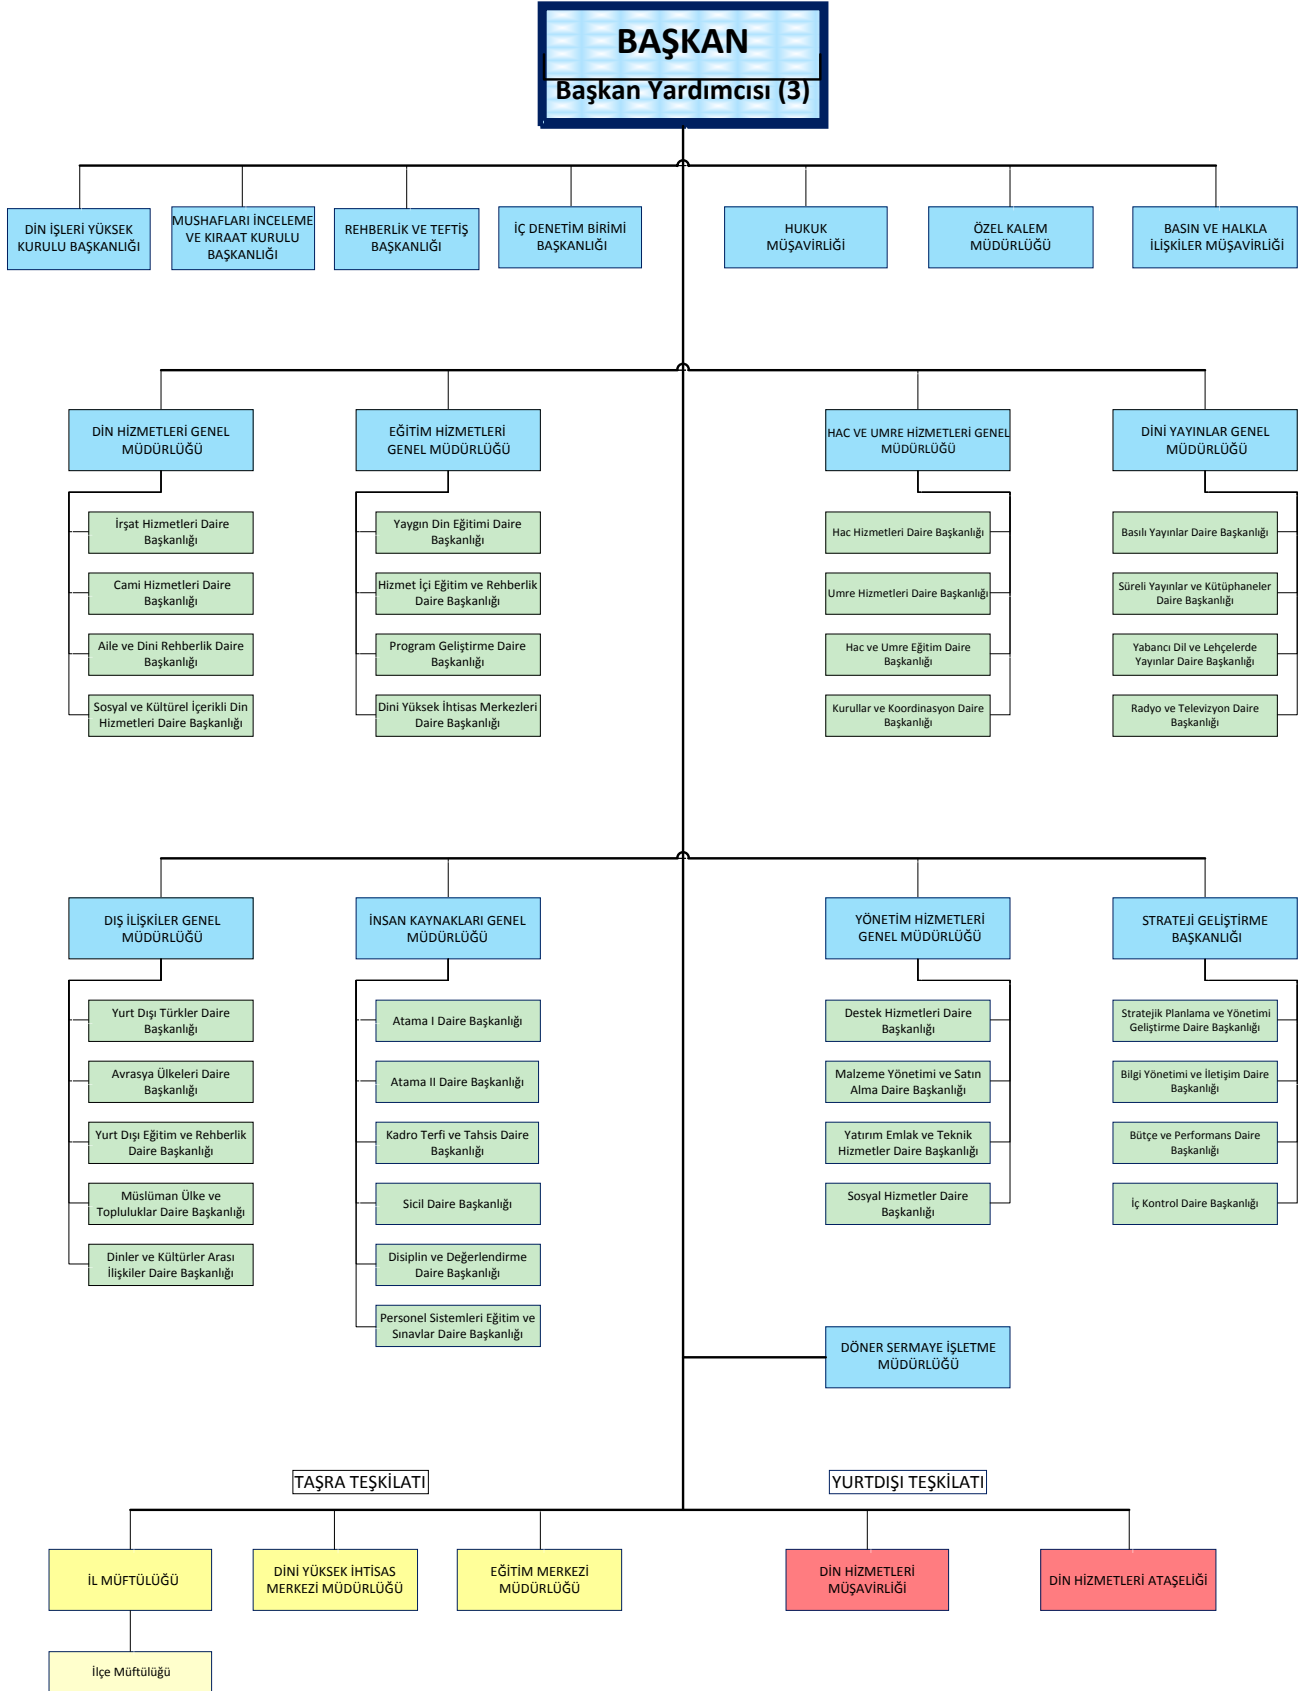 BAŞKAN
Başkan Yardımcısı (3)
DİN İŞLERİ YÜKSEK
KURULU BAŞKANLIĞI
MUSHAFLARI İNCELEME
VE KIRAAT KURULU
BAŞKANLIĞI
REHBERLİK VE TEFTİŞ
BAŞKANLIĞI
İÇ DENETİM BİRİMİ
BAŞKANLIĞI
HUKUK
MÜŞAVİRLİĞİ
ÖZEL KALEM
MÜDÜRLÜĞÜ
BASIN VE HALKLA
İLİŞKİLER MÜŞAVİRLİĞİ
DİN HİZMETLERİ GENEL
MÜDÜRLÜĞÜ
İrşat Hizmetleri Daire
Başkanlığı
Cami Hizmetleri Daire
Başkanlığı
Aile ve Dini Rehberlik Daire
Başkanlığı
Sosyal ve Kültürel İçerikli Din
Hizmetleri Daire Başkanlığı
EĞİTİM HİZMETLERİ
GENEL MÜDÜRLÜĞÜ
Yaygın Din Eğitimi Daire
Başkanlığı
Hizmet İçi Eğitim ve Rehberlik
Daire Başkanlığı
Program Geliştirme Daire
Başkanlığı
Dini Yüksek İhtisas Merkezleri
Daire Başkanlığı
HAC VE UMRE HİZMETLERİ GENEL
MÜDÜRLÜĞÜ
Hac Hizmetleri Daire Başkanlığı
Umre Hizmetleri Daire Başkanlığı
Hac ve Umre Eğitim Daire
Başkanlığı
Kurullar ve Koordinasyon Daire
Başkanlığı
DİNİ YAYINLAR GENEL
MÜDÜRLÜĞÜ
Basılı Yayınlar Daire Başkanlığı
Süreli Yayınlar ve Kütüphaneler
Daire Başkanlığı
Yabancı Dil ve Lehçelerde
Yayınlar Daire Başkanlığı
Radyo ve Televizyon Daire
Başkanlığı
DIŞ İLİŞKİLER GENEL
MÜDÜRLÜĞÜ
Yurt Dışı Türkler Daire
Başkanlığı
Avrasya Ülkeleri Daire
Başkanlığı
Yurt Dışı Eğitim ve Rehberlik
Daire Başkanlığı
Müslüman Ülke ve
Topluluklar Daire Başkanlığı
Dinler ve Kültürler Arası
İlişkiler Daire Başkanlığı
İNSAN KAYNAKLARI GENEL
MÜDÜRLÜĞÜ
Atama I Daire Başkanlığı
Atama II Daire Başkanlığı
Kadro Terfi ve Tahsis Daire
Başkanlığı
Sicil Daire Başkanlığı
Disiplin ve Değerlendirme
Daire Başkanlığı
Personel Sistemleri Eğitim ve
Sınavlar Daire Başkanlığı
YÖNETİM HİZMETLERİ
GENEL MÜDÜRLÜĞÜ
Destek Hizmetleri Daire
Başkanlığı
Malzeme Yönetimi ve Satın
Alma Daire Başkanlığı
Yatırım Emlak ve Teknik
Hizmetler Daire Başkanlığı
Sosyal Hizmetler Daire
Başkanlığı
STRATEJİ GELİŞTİRME
BAŞKANLIĞI
Stratejik Planlama ve Yönetimi
Geliştirme Daire Başkanlığı
Bilgi Yönetimi ve İletişim Daire
Başkanlığı
Bütçe ve Performans Daire
Başkanlığı
İç Kontrol Daire Başkanlığı
DÖNER SERMAYE İŞLETME
MÜDÜRLÜĞÜ
TAŞRA TEŞKİLATI
YURTDIŞI TEŞKİLATI
İL MÜFTÜLÜĞÜ
DİNİ YÜKSEK İHTİSAS
MERKEZİ MÜDÜRLÜĞÜ
EĞİTİM MERKEZİ
MÜDÜRLÜĞÜ
DİN HİZMETLERİ
MÜŞAVİRLİĞİ
DİN HİZMETLERİ ATAŞELİĞİ
İlçe Müftülüğü